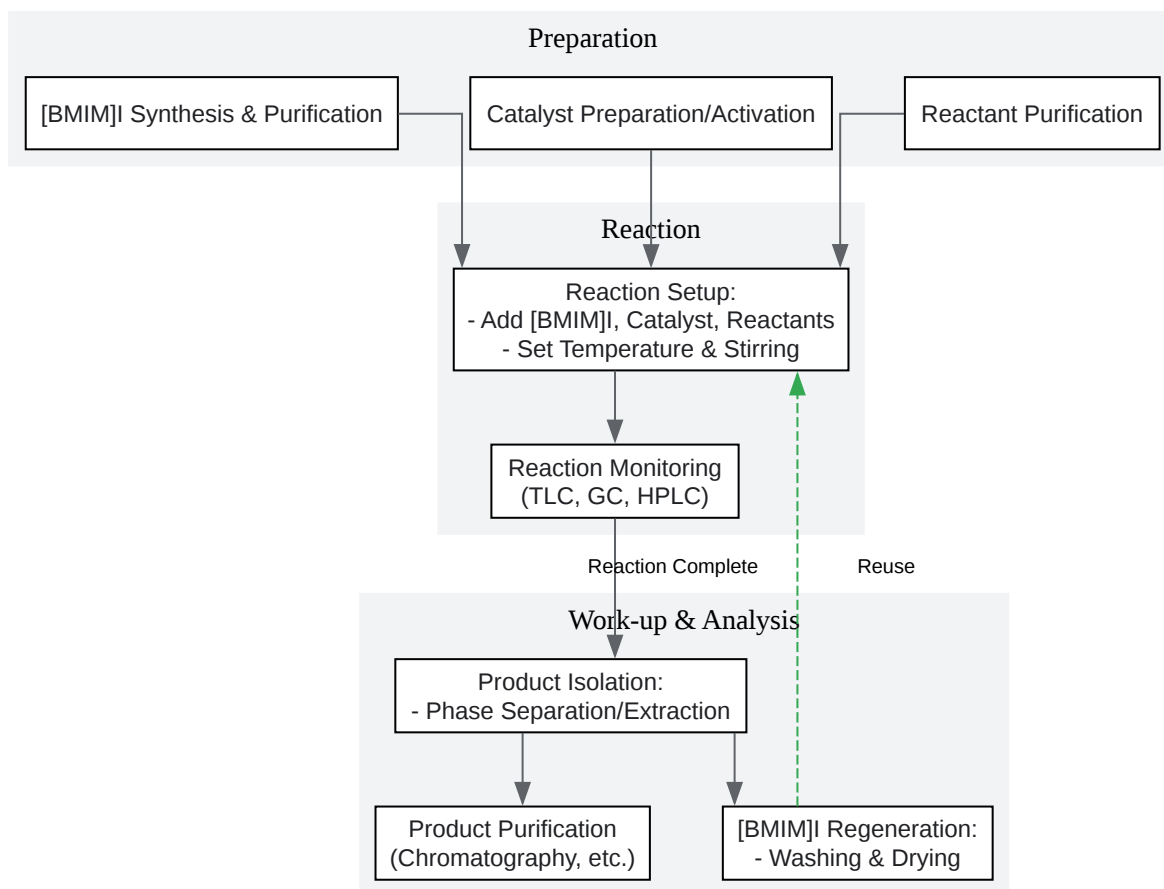 Preparation
[BMIM]I Synthesis & Purification
Catalyst Preparation/Activation
Reactant Purification
Reaction
Reaction Setup:
- Add [BMIM]I, Catalyst, Reactants
- Set Temperature & Stirring
Reaction Monitoring
(TLC, GC, HPLC)
Reaction Complete
Reuse
Work-up & Analysis
Product Isolation:
- Phase Separation/Extraction
Product Purification
(Chromatography, etc.)
[BMIM]I Regeneration:
- Washing & Drying